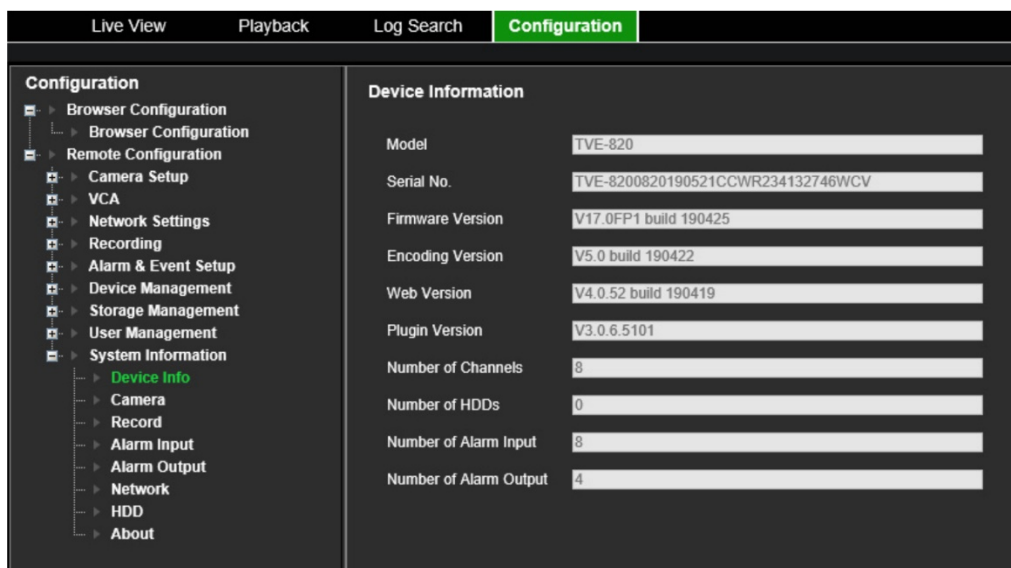 Live View Playback Log Search Configuration
Configuration
Browser Configuration
Browser Configuration
Remote Configuration
Camera Setup
VCA
Network Settings
Recording
Alarm & Event Setup
Device Management
Storage Management
User Management
System Information
Device Info
Camera
Record
Alarm Input
Alarm Output
Network
HDD
About
Device Information
Model TVE-820
Serial No. TVE-8200820190521CCWR234132746WCV
Firmware Version V17.0FP1 build 190425
Encoding Version V5.0 build 190422
Web Version V4.0.52 build 190419
Plugin Version V3.0.6.5101
Number of Channels 8
Number of HDDs 0
Number of Alarm Input 8
Number of Alarm Output 4